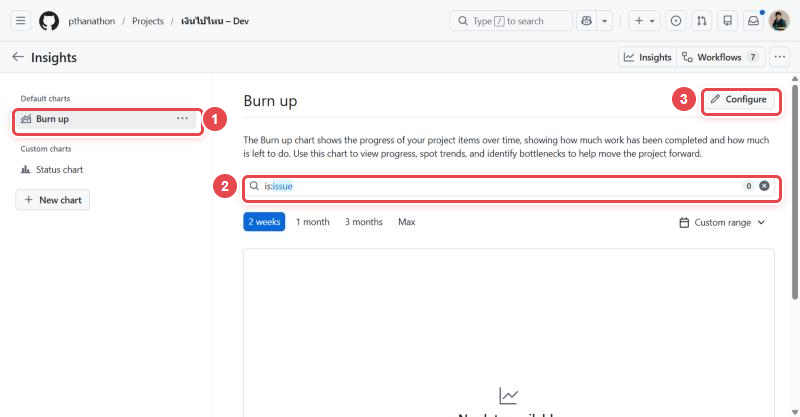 pthanathon / Projects / เงินไปไหน – Dev
Type / to search
Insights
Insights
Workflows 7
Default charts
Burn up
1
Custom charts
Status chart
New chart
Burn up
3
Configure
The Burn up chart shows the progress of your project items over time, showing how much work has been completed and how much
is left to do. Use this chart to view progress, spot trends, and identify bottlenecks to help move the project forward.
2
is:issue
0
2 weeks
1 month
3 months
Max
Custom range